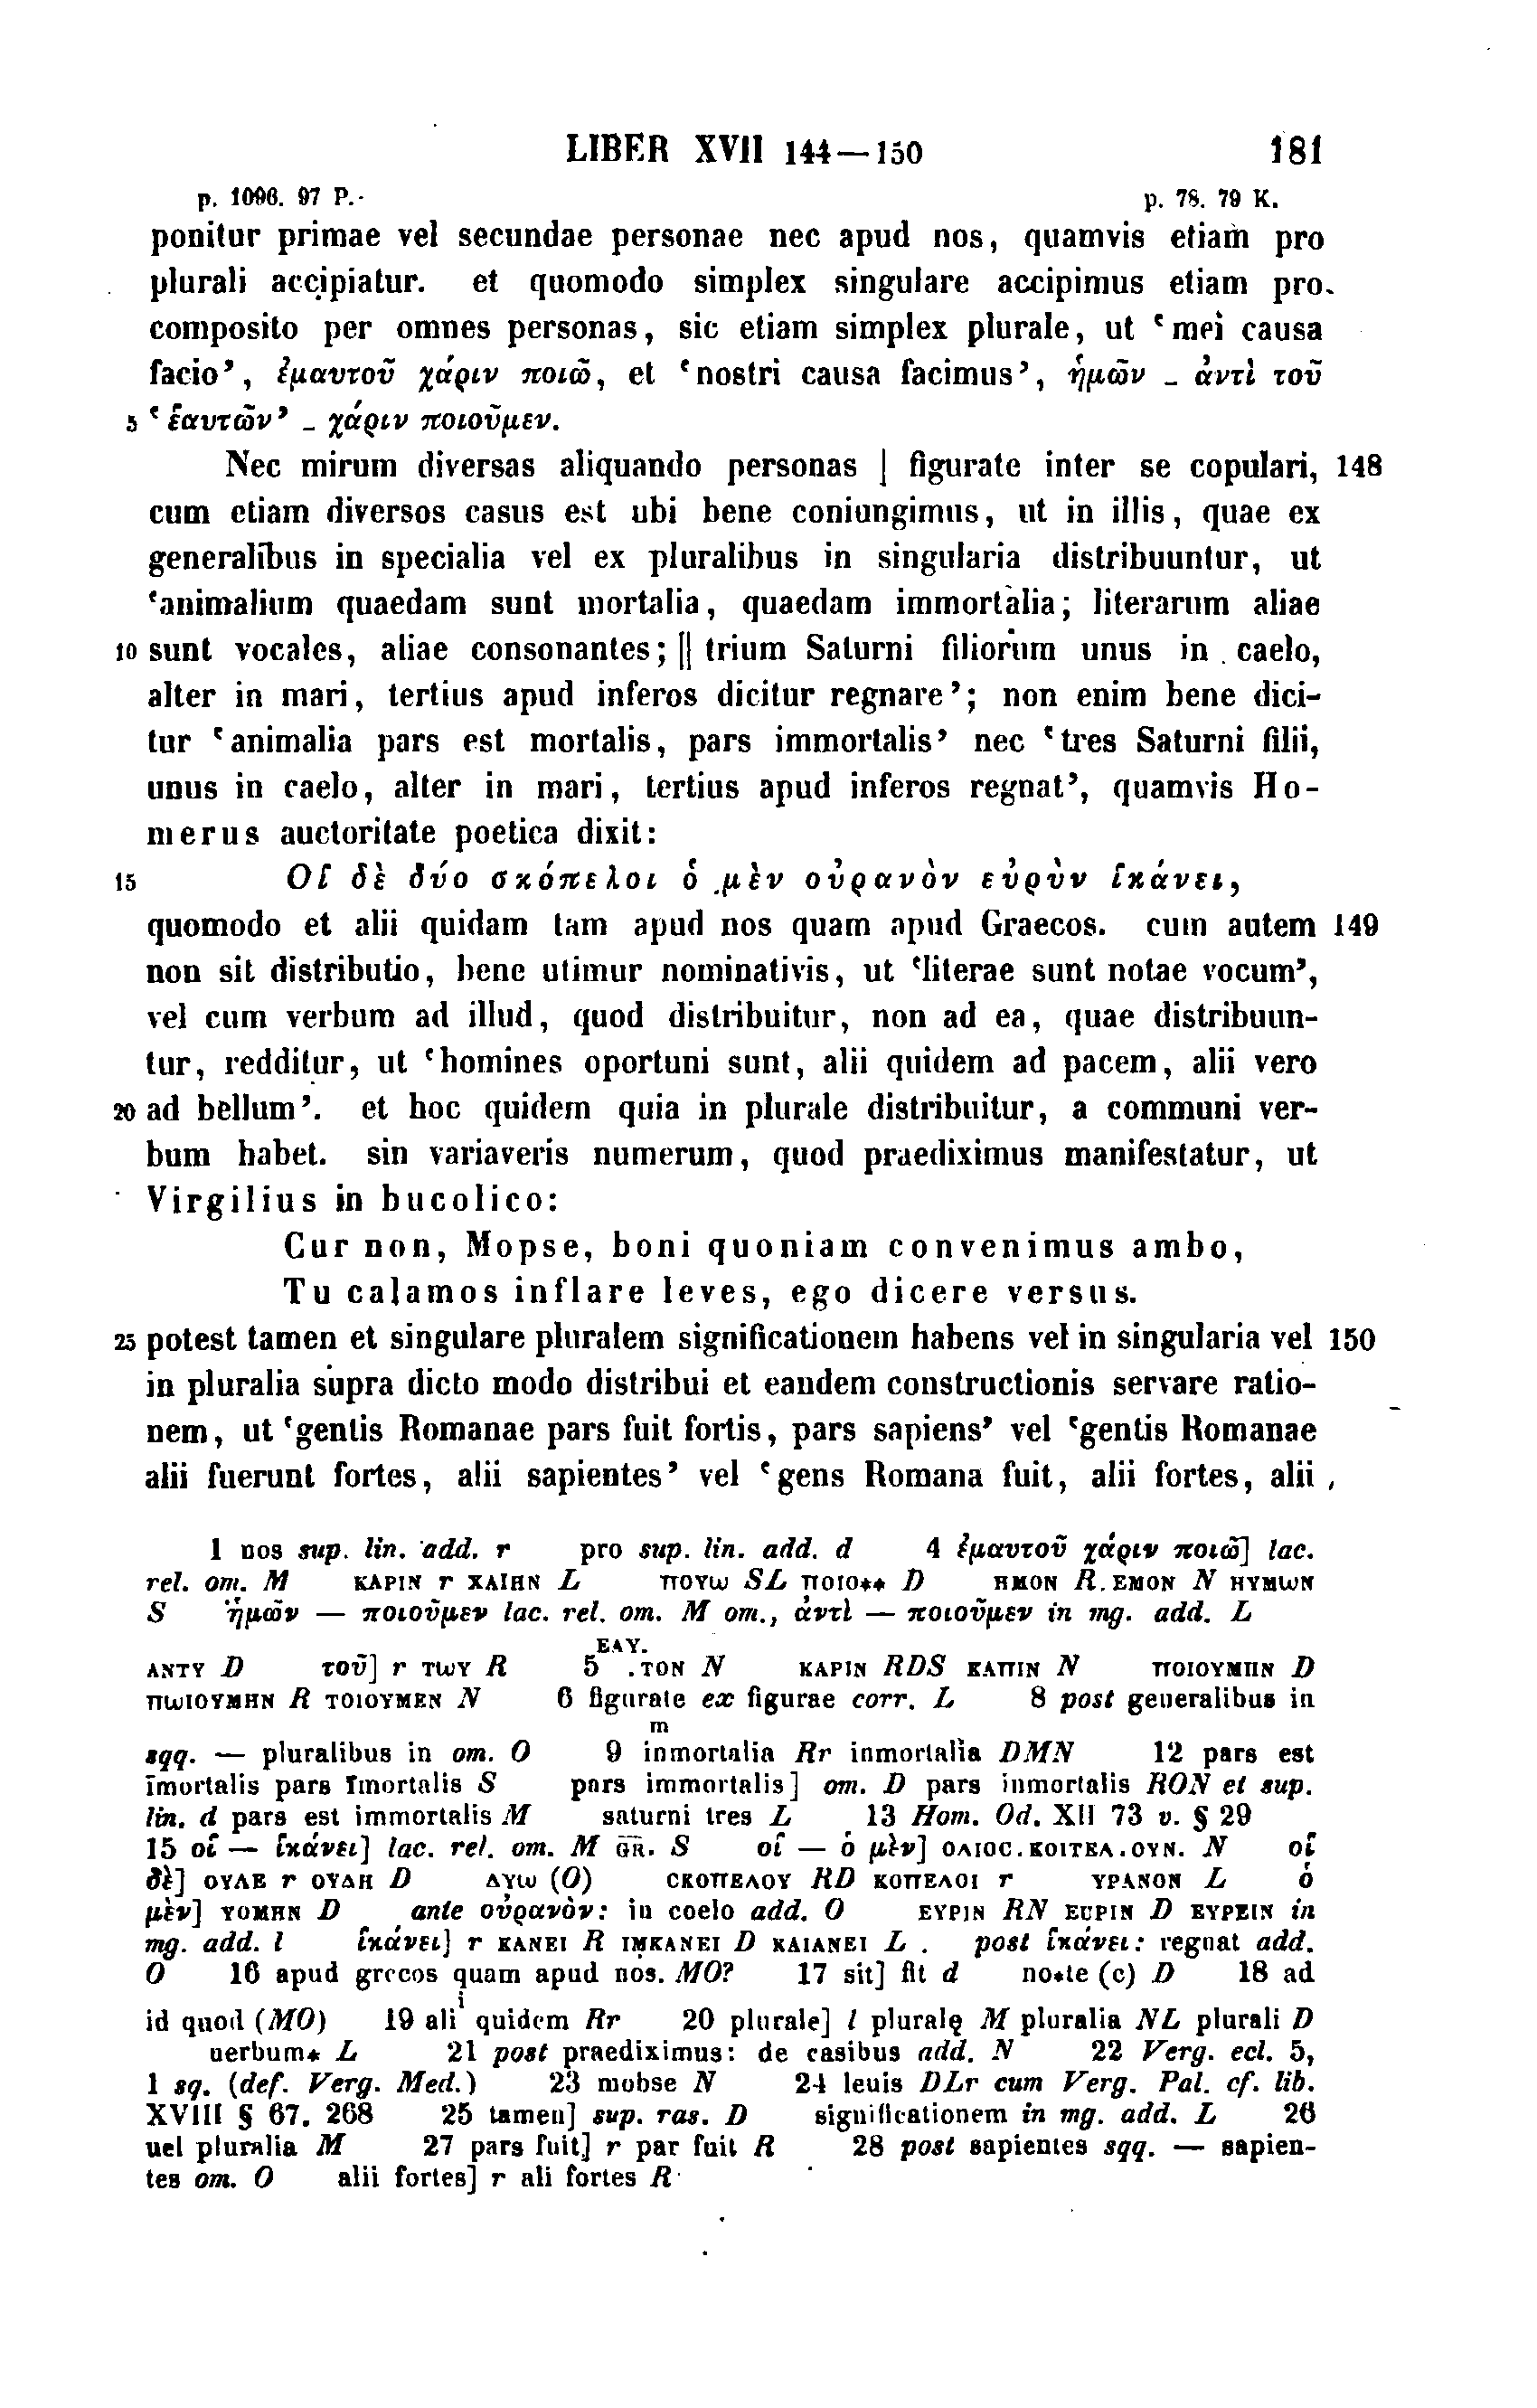 LIBER XVII 144—150 181
p. 1096. 97 P. p. 78. 79 K.
ponitur primae vel secundae personae nec apud nos, quamvis etiam pro
plurali accipiatur. et quomodo simplex singulare accipimus etiam pro
composito per omnes personas, sic etiam simplex plurale, ut ‘mei causa
facio’, ἐμαυτοῦ χάριν ποιῶ, et ‘nostri causa facimus’, ἡμῶν _ ἀντὶ τοῦ
5 ‘ἑαυτῶν’ _ χάριν ποιοῦμεν.
Nec mirum diversas aliquando personas | figurate inter se copulari, 148
cum etiam diversos casus est ubi bene coniungimus, ut in illis, quae ex
generalibus in specialia vel ex pluralibus in singularia distribuuntur, ut
‘animalium quaedam sunt mortalia, quaedam immortalia; literarum aliae
10 sunt vocales, aliae consonantes; || trium Saturni filiorum unus in caelo,
alter in mari, tertius apud inferos dicitur regnare’; non enim bene dici-
tur ‘animalia pars est mortalis, pars immortalis’ nec ‘tres Saturni filii,
unus in caelo, alter in mari, tertius apud inferos regnat’, quamvis Ho-
merus auctoritate poetica dixit:
15 Οἱ δὲ δύο σκόπελοι ὁ μὲν οὐρανὸν εὐρὺν ἱκάνει,
quomodo et alii quidam tam apud nos quam apud Graecos. cum autem 149
non sit distributio, bene utimur nominativis, ut ‘literae sunt notae vocum’,
vel cum verbum ad illud, quod distribuitur, non ad ea, quae distribuun-
tur, redditur, ut ‘homines oportuni sunt, alii quidem ad pacem, alii vero
20 ad bellum’. et hoc quidem quia in plurale distribuitur, a communi ver-
bum habet. sin variaveris numerum, quod praediximus manifestatur, ut
Virgilius in bucolico:
Cur non, Mopse, boni quoniam convenimus ambo,
Tu calamos inflare leves, ego dicere versus.
25 potest tamen et singulare pluralem significationem habens vel in singularia vel 150
in pluralia supra dicto modo distribui et eandem constructionis servare ratio-
nem, ut ‘gentis Romanae pars fuit fortis, pars sapiens’ vel ‘gentis Romanae
alii fuerunt fortes, alii sapientes’ vel ‘gens Romana fuit, alii fortes, alii
1 nos sup. lin. add. r pro sup. lin. add. d 4 ἐμαυτοῦ χάριν ποιῶ] lac.
rel. om. M ΚΑΡΙΝ r ΧΑΙΗΝ L ΠΟΥω SL ΠΟΙΟ** D ΗΜΟΝ R. ΕΜΟΝ N ΗΥΜωΝ
S ἡμῶν — ποιοῦμεν lac. rel. om. M om., ἀντὶ — ποιοῦμεν in mg. add. L
ΕΑΥ.
ΑΝΤΥ D τοῦ] r ΤωΥ R 5 .ΤΟΝ N ΚΑΡΙΝ RDS ΚΑΠΙΝ N ΠΟΙΟΥΜΠΝ D
ΠωΙΟΥΜΗΝ R ΤΟΙΟΥΜΕΝ N 6 figurate ex figurae corr. L 8 post generalibus in
m
sqq. — pluralibus in om. O 9 inmortalia Rr inmortalia DMN 12 pars est
īmortalis pars īmortalis S pars immortalis] om. D pars inmortalis RON et sup.
lin. d pars est immortalis M saturni tres L 13 Hom. Od. XII 73 v. § 29
15 οἱ — ἱκάνει] lac. rel. om. M GR. S οἱ — ὁ μὲν] ΟΛΙΟC.ΚΟΙΤΕΛ.ΟΥΝ. N οἱ
δὲ] ΟΥΛΕ r ΟΥΔΗ D ΔΥω (O) CΚΟΠΕΛΟΥ RD ΚΟΠΕΛΟΙ r ΥΡΑΝΟΝ L ὁ
μὲν] ΥΟΜΗΝ D ante οὐρανὸν: in coelo add. O ΕΥΡΙΝ RN ΕUΡΙΝ D ΕΥΡΕΙΝ in
mg. add. l ἱκάνει] r ΚΑΝΕΙ R ΙΜΚΑΝΕΙ D ΚΑΙΑΝΕΙ L . post ἱκάνει: regnat add.
O 16 apud grecos quam apud nos. MO? 17 sit] fit d no*te (c) D 18 ad
i
id quod (MO) 19 ali quidem Rr 20 plurale] l pluralę M pluralia NL plurali D
uerbum* L 21 post praediximus: de casibus add. N 22 Verg. ecl. 5,
1 sq. (def. Verg. Med.) 23 mobse N 24 leuis DLr cum Verg. Pal. cf. lib.
XVIII § 67. 268 25 tamen] sup. ras. D significationem in mg. add. L 26
uel pluralia M 27 pars fuit] r par fuit R 28 post sapientes sqq. — sapien-
tes om. O alii fortes] r ali fortes R